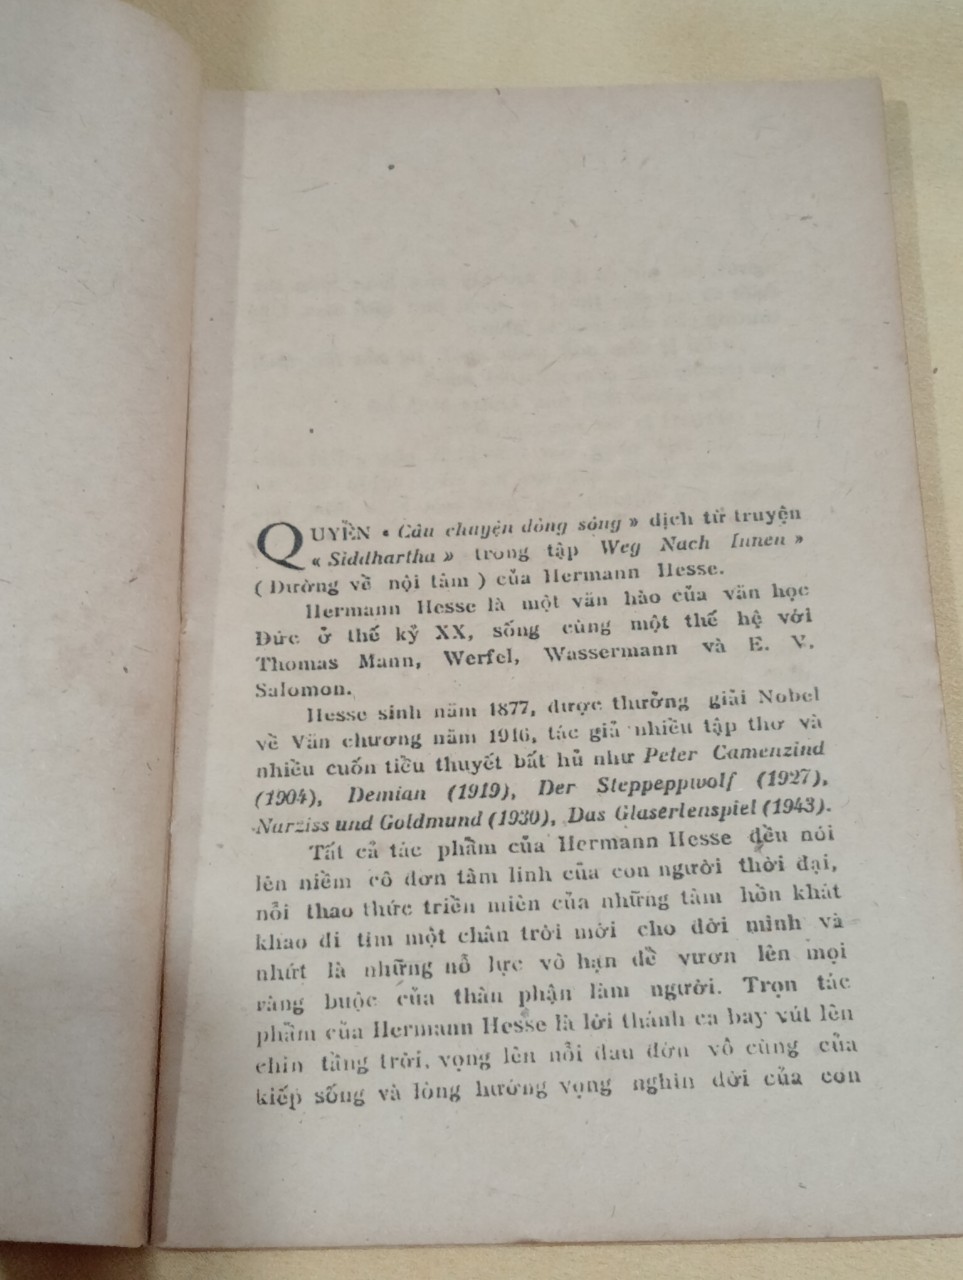 QUYỀN « Câu chuyện dòng sông » dịch từ truyện
« Siddhartha » trong tập Weg Nach Innen »
( Đường về nội tâm ) của Hermann Hesse.
Hermann Hesse là một văn hào của văn học
Đức ở thế kỷ XX, sống cùng một thế hệ với
Thomas Mann, Werfel, Wassermann và E. V.
Salomon.
Hesse sinh năm 1877, được thưởng giải Nobel
về Văn chương năm 1946, tác giả nhiều tập thơ và
nhiều cuốn tiểu thuyết bất hủ như Peter Camenzind
(1904), Demian (1919), Der Steppeppwolf (1927),
Narziss und Goldmund (1930), Das Glaserlenspiel (1943).
Tất cả tác phẩm của Hermann Hesse đều nói
lên niềm cô đơn tâm linh của con người thời đại,
nỗi thao thức triền miên của những tâm hồn khát
khao đi tìm một chân trời mới cho đời mình và
nhứt là những nỗ lực vô hạn để vươn lên mọi
ràng buộc của thân phận làm người. Trọn tác
phẩm của Hermann Hesse là lời thánh ca bay vút lên
chín tầng trời, vọng lên nỗi đau đớn vô cùng của
kiếp sống và lòng hướng vọng nghìn đời của con